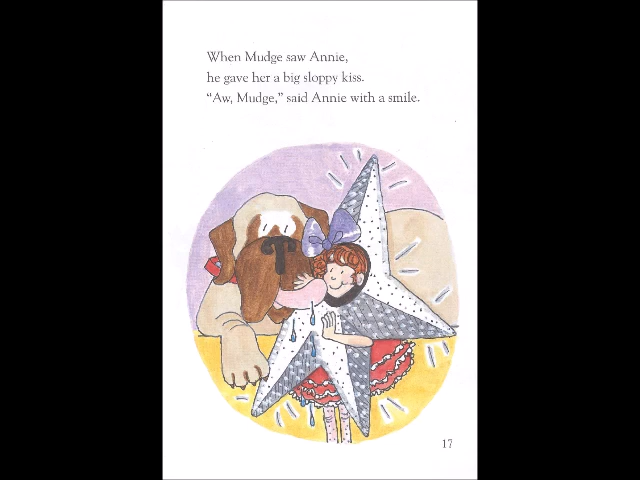 When Mudge saw Annie,
he gave her a big sloppy kiss.
“Aw, Mudge,” said Annie with a smile.
17